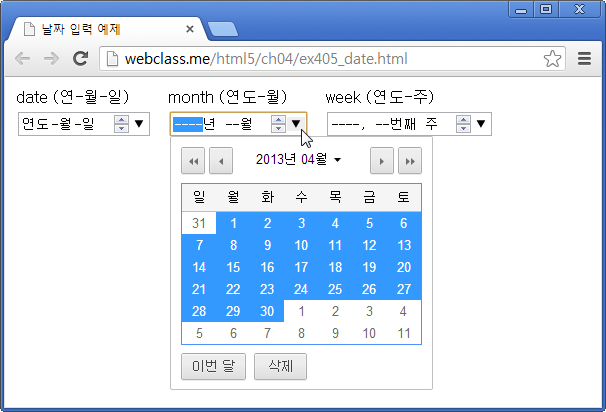 날짜 입력 예제
webclass.me/html5/ch04/ex405_date.html
date (연-월-일) month (연도-월) week (연도-주)
연도-월-일 ----년 --월 ----, --번째 주
2013년 04월
일 월 화 수 목 금 토
31 1 2 3 4 5 6
7 8 9 10 11 12 13
14 15 16 17 18 19 20
21 22 23 24 25 26 27
28 29 30 1 2 3 4
5 6 7 8 9 10 11
이번 달 삭제